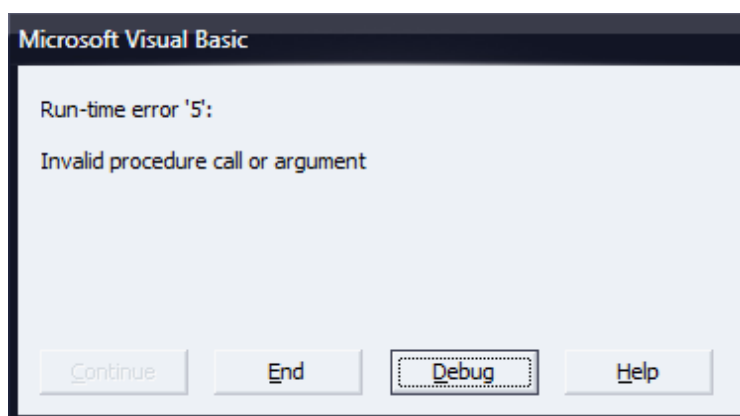 Microsoft Visual Basic
Run-time error '5':
Invalid procedure call or argument
Continue End Debug Help